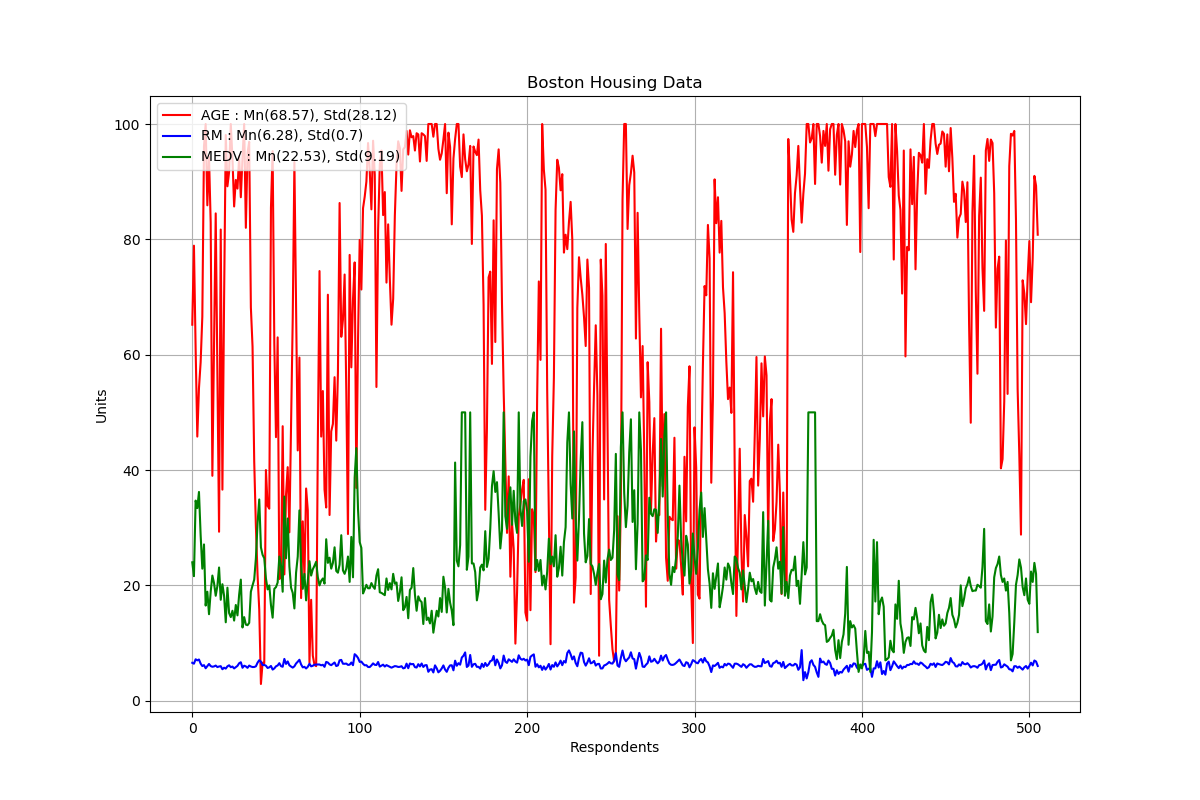 Boston Housing Data
AGE : Mn(68.57), Std(28.12)
RM : Mn(6.28), Std(0.7)
MEDV : Mn(22.53), Std(9.19)
100
80
60
40
20
0
Units
0 100 200 300 400 500
Respondents